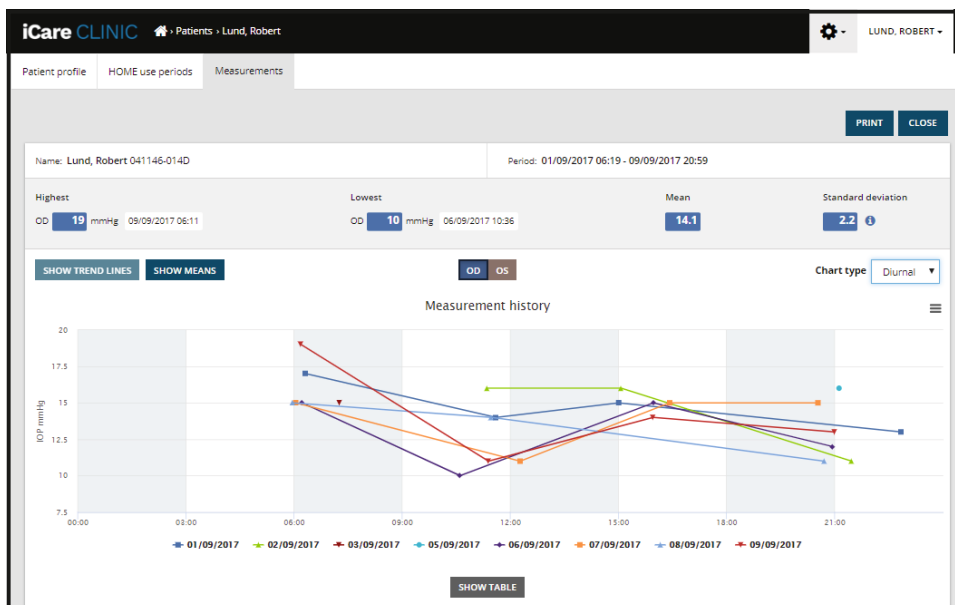 iCare CLINIC › Patients › Lund, Robert LUND, ROBERT
Patient profile HOME use periods Measurements
PRINT CLOSE
Name: Lund, Robert 041146-014D Period: 01/09/2017 06:19 - 09/09/2017 20:59
Highest Lowest Mean Standard deviation
OD 19 mmHg 09/09/2017 06:11 OD 10 mmHg 06/09/2017 10:36 14.1 2.2 i
SHOW TREND LINES SHOW MEANS OD OS Chart type Diurnal
Measurement history
IOP mmHg
20
17.5
15
12.5
10
7.5
00:00 03:00 06:00 09:00 12:00 15:00 18:00 21:00
01/09/2017 02/09/2017 03/09/2017 05/09/2017 06/09/2017 07/09/2017 08/09/2017 09/09/2017
SHOW TABLE